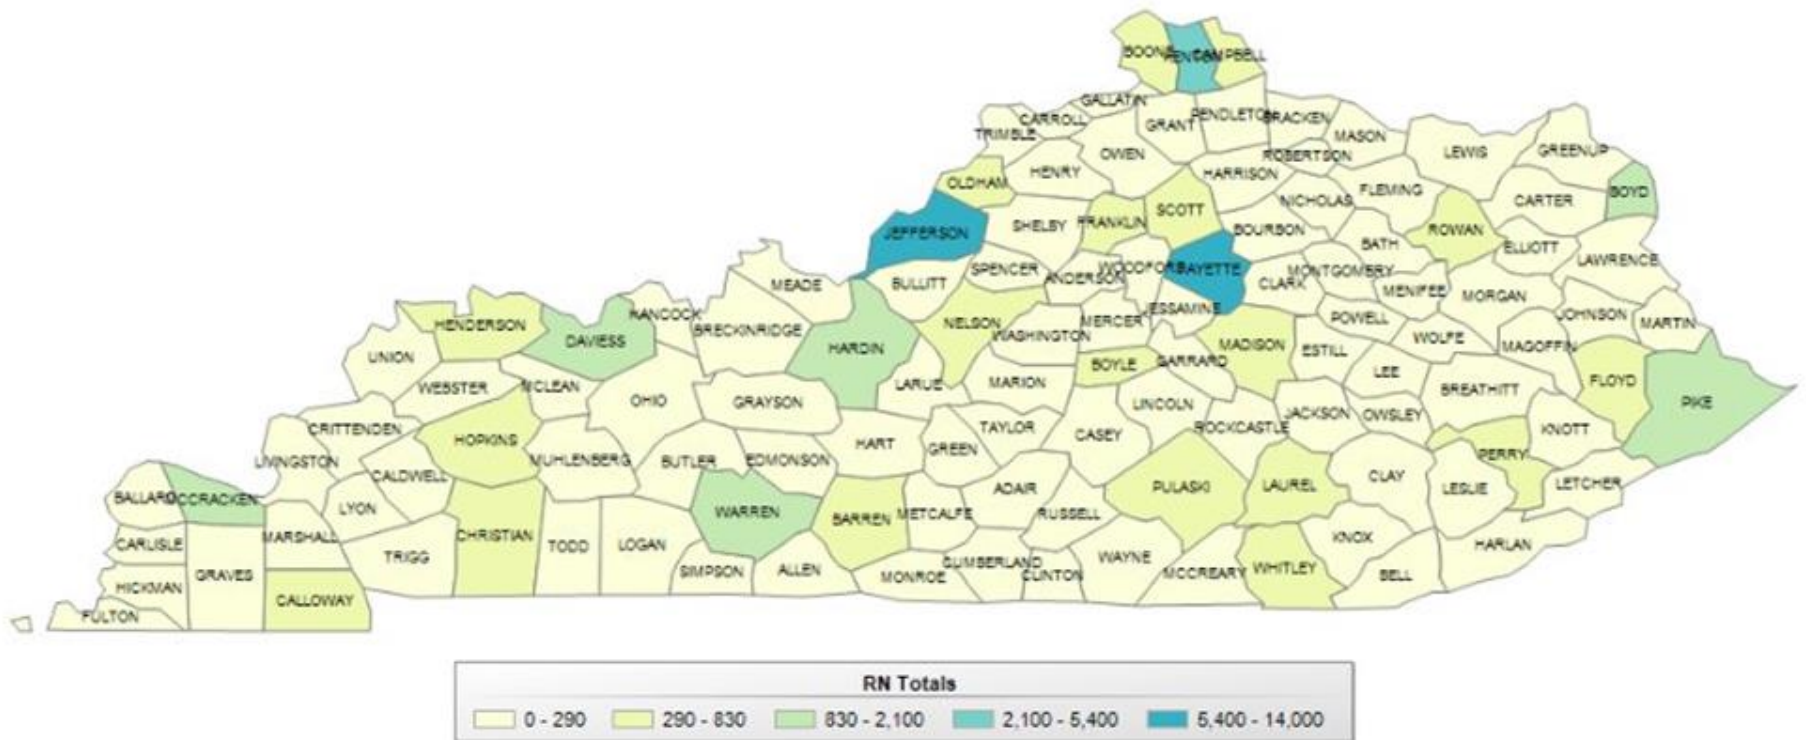 BOONE
KENTON
CAMPBELL
GALLATIN
CARROLL
TRIMBLE
GRANT
PENDLETON
BRACKEN
MASON
OWEN
ROBERTSON
LEWIS
GREENUP
HENRY
HARRISON
OLDHAM
FLEMING
NICHOLAS
CARTER
BOYD
SCOTT
FRANKLIN
SHELBY
BOURBON
ROWAN
JEFFERSON
BATH
ELLIOTT
LAWRENCE
SPENCER
WOODFORD
FAYETTE
ANDERSON
MONTGOMERY
CLARK
BULLITT
MEADE
MENIFEE
MORGAN
JESSAMINE
HANCOCK
BRECKINRIDGE
NELSON
MERCER
POWELL
JOHNSON
MARTIN
HENDERSON
DAVIESS
HARDIN
WASHINGTON
MADISON
ESTILL
WOLFE
MAGOFFIN
UNION
BOYLE
GARRARD
LEE
WEBSTER
MCLEAN
LARUE
MARION
BREATHITT
FLOYD
PIKE
OHIO
GRAYSON
LINCOLN
JACKSON
OWSLEY
CRITTENDEN
HOPKINS
HART
TAYLOR
CASEY
ROCKCASTLE
KNOTT
GREEN
PERRY
LIVINGSTON
MUHLENBERG
BUTLER
EDMONSON
CALDWELL
CLAY
BALLARD
MCCRACKEN
LYON
ADAIR
PULASKI
LAUREL
LESLIE
LETCHER
WARREN
BARREN
METCALFE
RUSSELL
CARLISLE
MARSHALL
CHRISTIAN
TODD
LOGAN
KNOX
HARLAN
TRIGG
WAYNE
GRAVES
SIMPSON
ALLEN
MONROE
CUMBERLAND
CLINTON
MCCREARY
WHITLEY
BELL
HICKMAN
CALLOWAY
FULTON
RN Totals
0 - 290 290 - 830 830 - 2,100 2,100 - 5,400 5,400 - 14,000